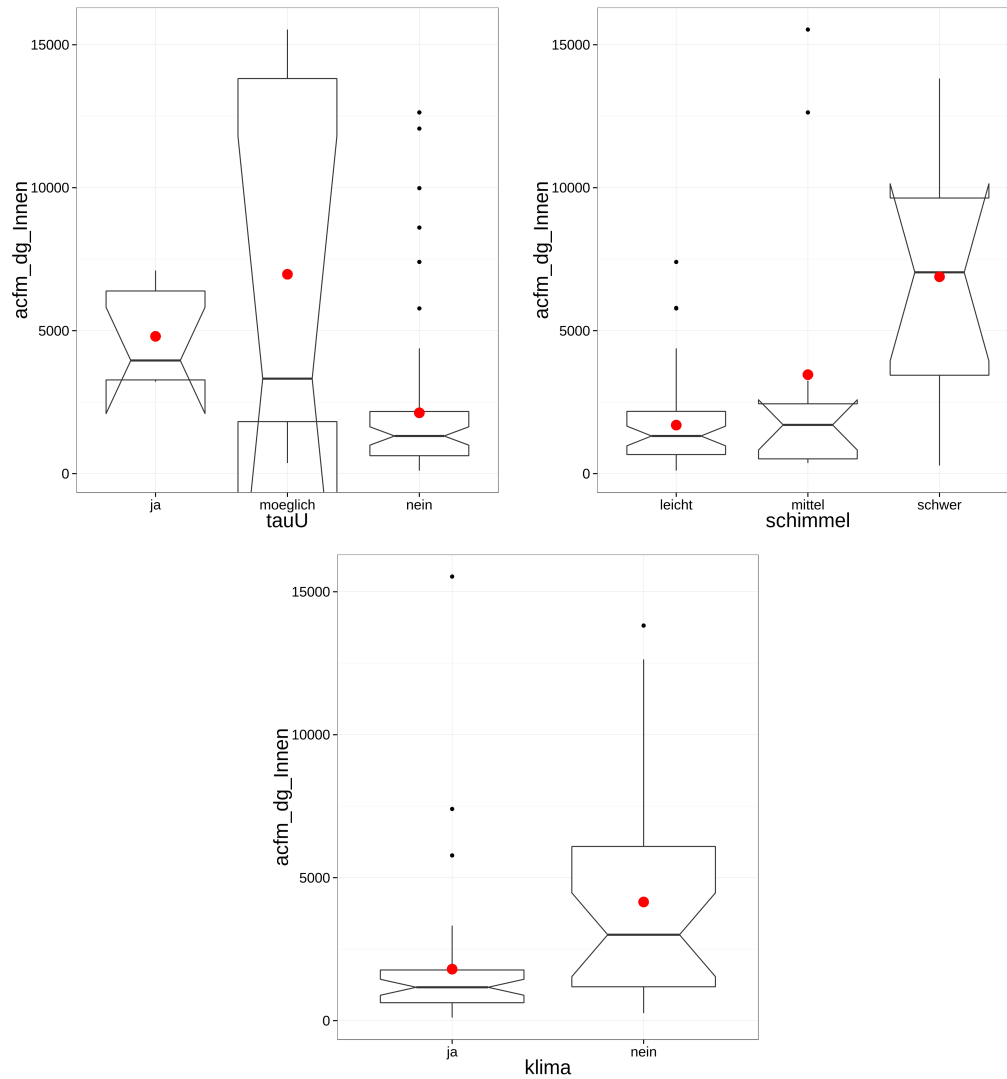 acfm_dg_Innen
15000
10000
5000
0
ja moeglich nein
tauU
acfm_dg_Innen
15000
10000
5000
0
leicht mittel schwer
schimmel
acfm_dg_Innen
15000
10000
5000
0
ja nein
klima